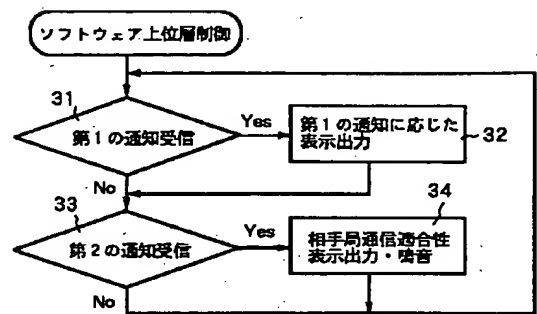 ソフトウェア上位層制御
31
第1の通知受信
Yes
第1の通知に応じた
表示出力
32
No
33
第2の通知受信
Yes
34
相手局通信適合性
表示出力・鳴音
No